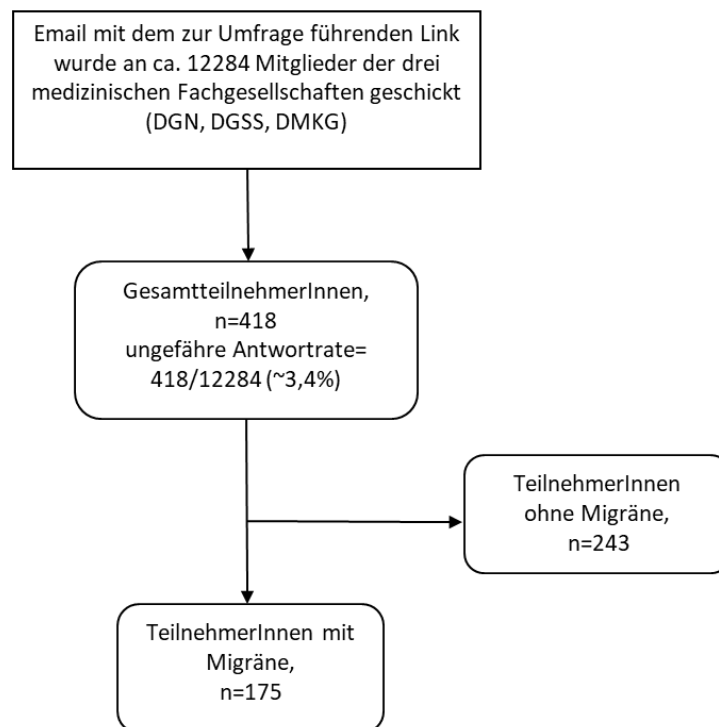 Email mit dem zur Umfrage führenden Link
wurde an ca. 12284 Mitglieder der drei
medizinischen Fachgesellschaften geschickt
(DGN, DGSS, DMKG)
GesamtteilnehmerInnen,
n=418
ungefähre Antwortrate=
418/12284 (~3,4%)
TeilnehmerInnen
ohne Migräne,
n=243
TeilnehmerInnen mit
Migräne,
n=175